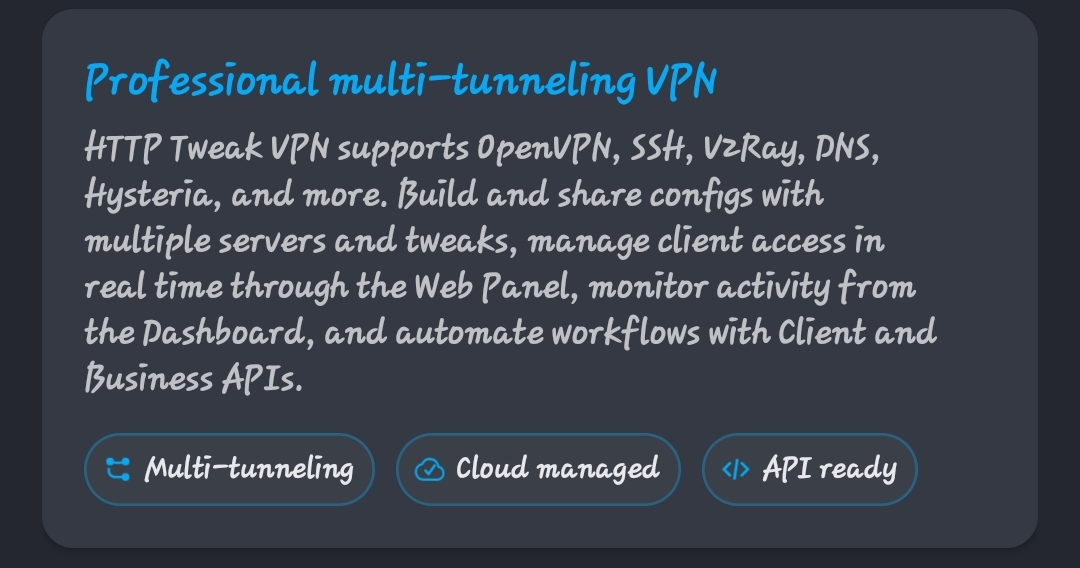 Professional multi-tunneling VPN
HTTP Tweak VPN supports OpenVPN, SSH, V2Ray, DNS,
Hysteria, and more. Build and share configs with
multiple servers and tweaks, manage client access in
real time through the Web Panel, monitor activity from
the Dashboard, and automate workflows with Client and
Business APIs.
Multi-tunneling Cloud managed API ready